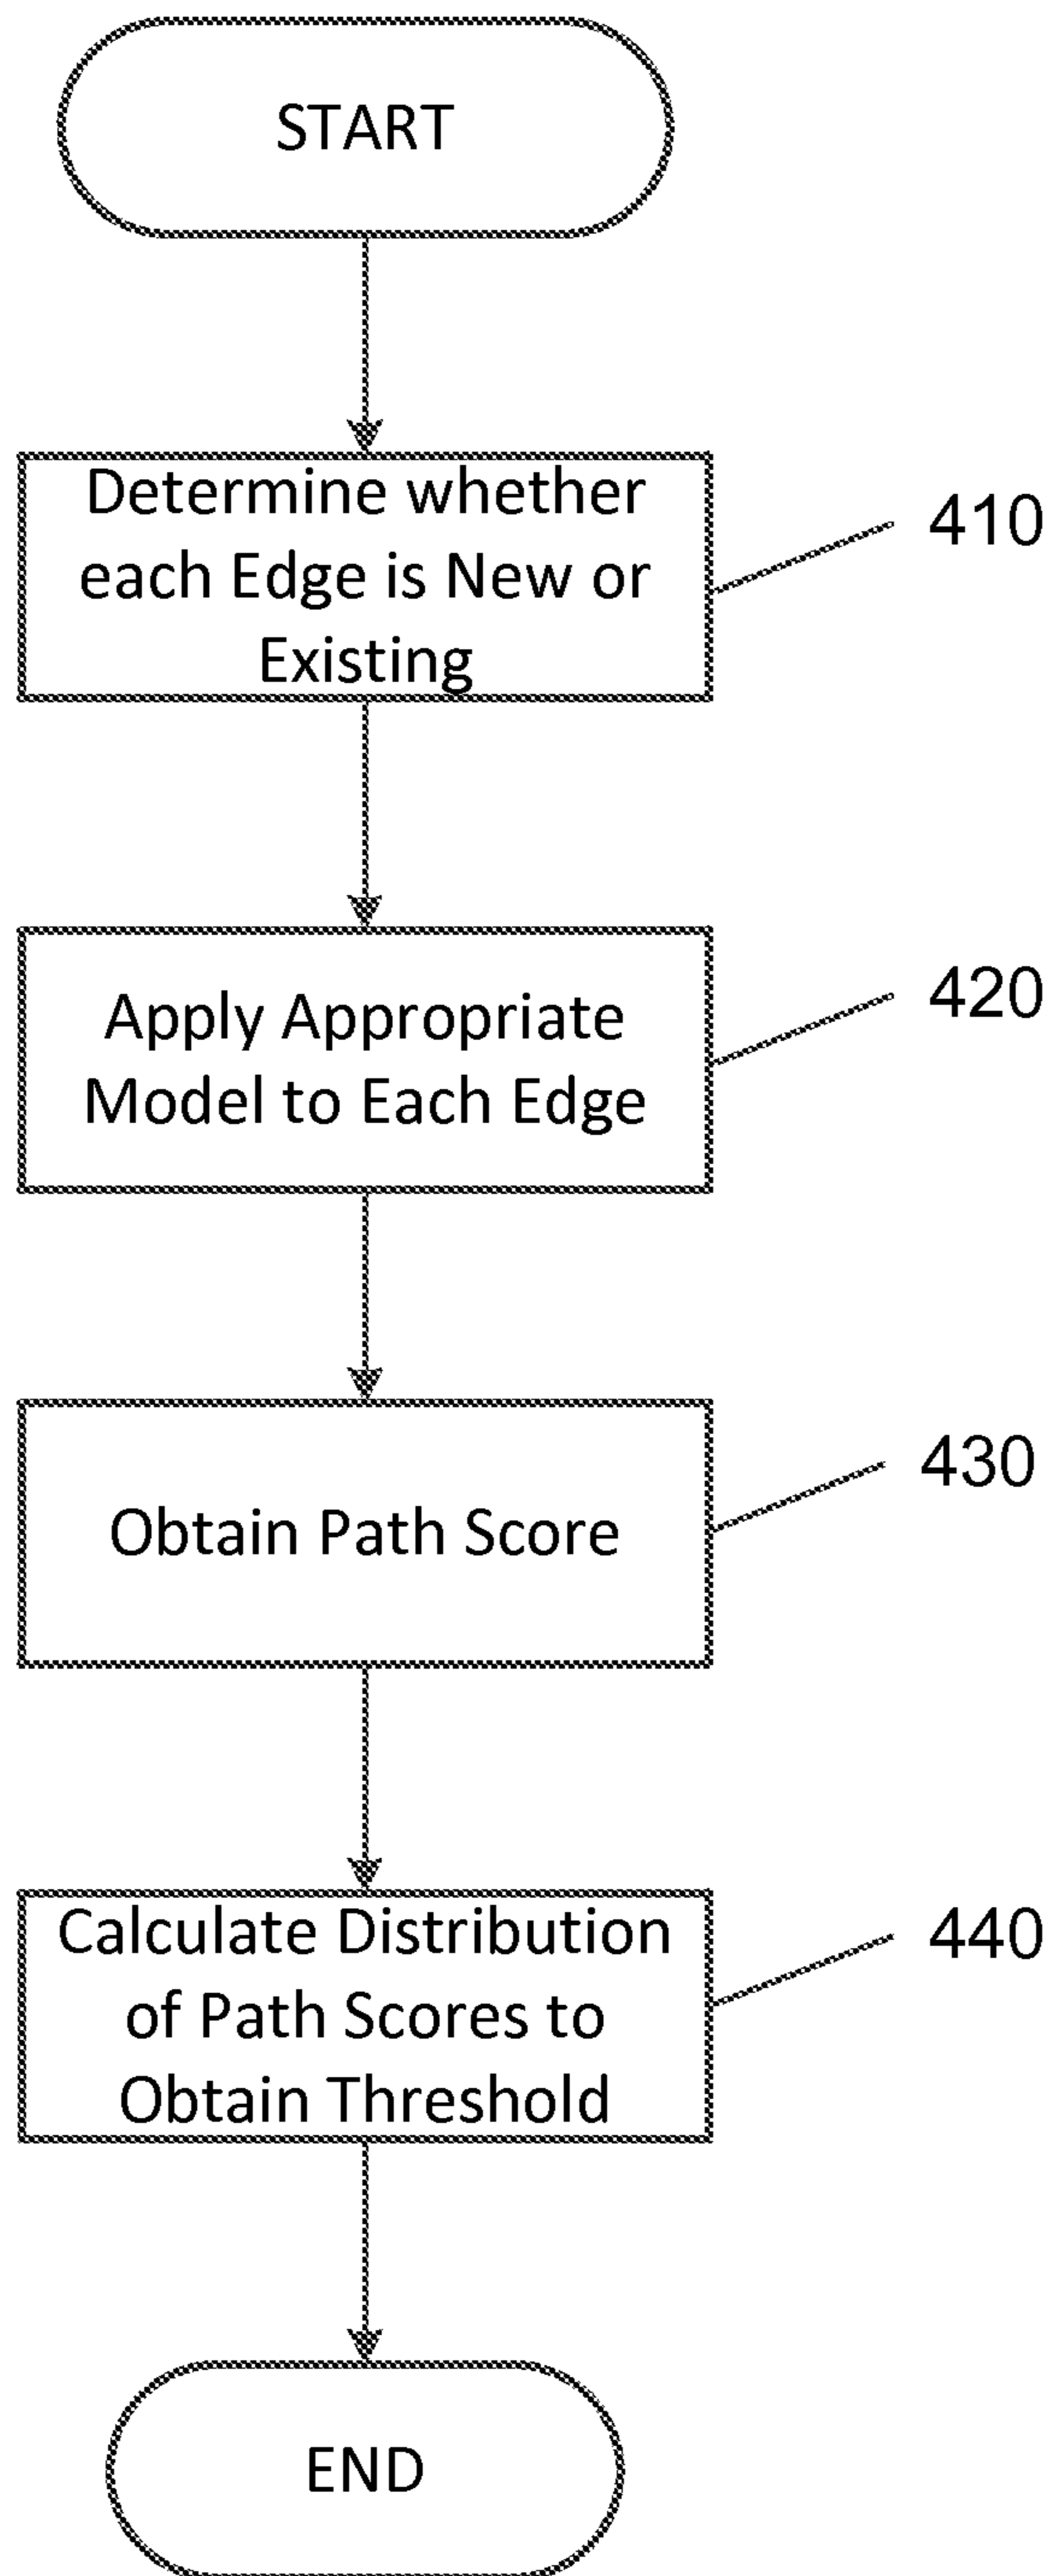 START
Determine whether
each Edge is New or
Existing
410
Apply Appropriate
Model to Each Edge
420
Obtain Path Score
430
Calculate Distribution
of Path Scores to
Obtain Threshold
440
END